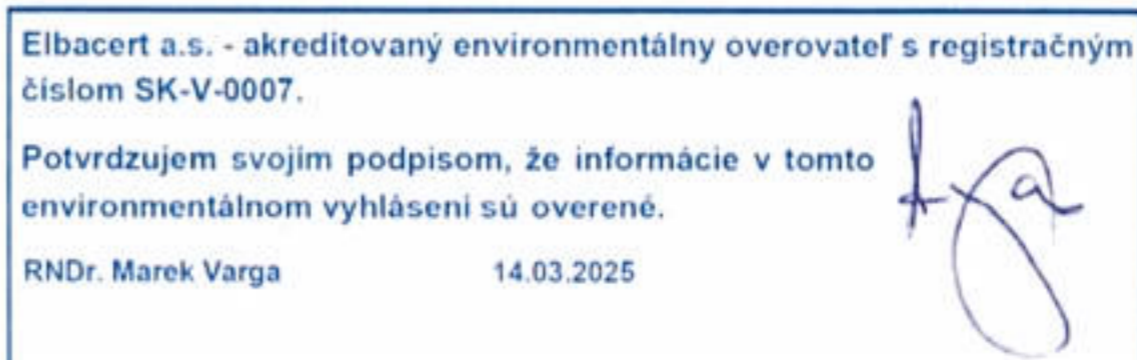 Elbacert a.s. - akreditovaný environmentálny overovateľ s registračným
číslom SK-V-0007.
Potvrdzujem svojím podpisom, že informácie v tomto
environmentálnom vyhlásení sú overené.
RNDr. Marek Varga 14.03.2025